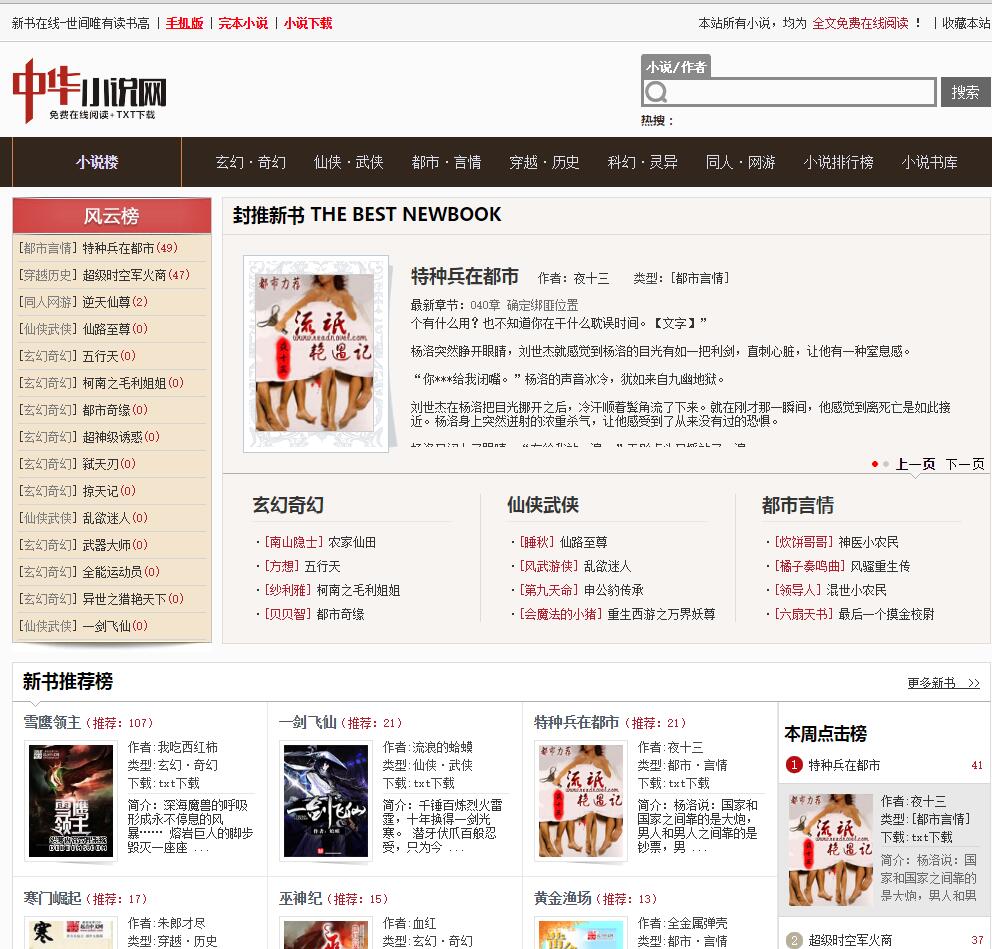 新书在线-世间唯有读书高 | 手机版 | 完本小说 | 小说下载
本站所有小说，均为 全文免费在线阅读 ！ | 收藏本站
中华小说网
免费在线阅读+TXT下载
小说/作者
搜索
热搜：
小说楼
玄幻·奇幻 仙侠·武侠 都市·言情 穿越·历史 科幻·灵异 同人·网游 小说排行榜 小说书库
风云榜
[都市言情] 特种兵在都市(49)
[穿越历史] 超级时空军火商(47)
[同人网游] 逆天仙尊(2)
[仙侠武侠] 仙路至尊(0)
[玄幻奇幻] 五行天(0)
[玄幻奇幻] 柯南之毛利姐姐(0)
[玄幻奇幻] 都市奇缘(0)
[玄幻奇幻] 超神级诱惑(0)
[玄幻奇幻] 弑天刃(0)
[玄幻奇幻] 掠天记(0)
[仙侠武侠] 乱欲迷人(0)
[玄幻奇幻] 武器大师(0)
[玄幻奇幻] 全能运动员(0)
[玄幻奇幻] 异世之猎艳天下(0)
[仙侠武侠] 一剑飞仙(0)
封推新书 THE BEST NEWBOOK
都市力荐
流氓
www.readnovel.com
夜十三
艳遇记
特种兵在都市 作者：夜十三 类型：[都市言情]
最新章节：040章 确定绑匪位置
个有什么用？也不知道你在干什么耽误时间。【文字】”
杨洛突然睁开眼睛，刘世杰就感觉到杨洛的目光有如一把利剑，直刺心脏，让他有一种窒息感。
“你***给我闭嘴。”杨洛的声音冰冷，犹如来自九幽地狱。
刘世杰在杨洛把目光挪开之后，冷汗顺着鬓角流了下来。就在刚才那一瞬间，他感觉到离死亡是如此接
近。杨洛身上突然迸射的浓重杀气，让他感受到了从来没有过的恐惧。
上一页 下一页
玄幻奇幻
·[南山隐士] 农家仙田
·[方想] 五行天
·[纱利雅] 柯南之毛利姐姐
·[贝贝智] 都市奇缘
仙侠武侠
·[睡秋] 仙路至尊
·[风武游侠] 乱欲迷人
·[第九天命] 申公豹传承
·[会魔法的小猪] 重生西游之万界妖尊
都市言情
·[炊饼哥哥] 神医小农民
·[橘子奏鸣曲] 风骚重生传
·[领导人] 混世小农民
·[六扇天书] 最后一个摸金校尉
新书推荐榜
更多新书 >>
雪鹰领主(推荐：107)
雪鹰
领主
作者:我吃西红柿
类型:玄幻·奇幻
下载:txt下载
简介：深海魔兽的呼吸
形成永不停息的风
暴…… 熔岩巨人的脚步
毁灭一座座 ...
一剑飞仙(推荐：21)
一剑飞仙
作者:流浪的蛤蟆
类型:仙侠·武侠
下载:txt下载
简介：千锤百炼烈火雷
霆，十年换得一剑光
寒。 潜牙伏爪百般忍
受，只为今 ...
特种兵在都市(推荐：21)
都市力荐
流氓
www.readnovel.com
艳遇记
作者:夜十三
类型:都市·言情
下载:txt下载
简介：杨洛说：国家和
国家之间靠的是大炮，
男人和男人之间靠的是
钞票，男 ...
本周点击榜
1 特种兵在都市 41
都市力荐
流氓
www.readnovel.com
艳遇记
作者:夜十三
类型:[都市言情]
下载:txt下载
简介：杨洛说：国
家和国家之间靠的
是大炮，男人和男
2 超级时空军火商 37
寒门崛起(推荐：17)
寒
作者:朱郎才尽
类型:穿越·历史
巫神纪(推荐：15)
作者:血红
类型:玄幻·奇幻
黄金渔场(推荐：13)
作者:全金属弹壳
类型:都市·言情